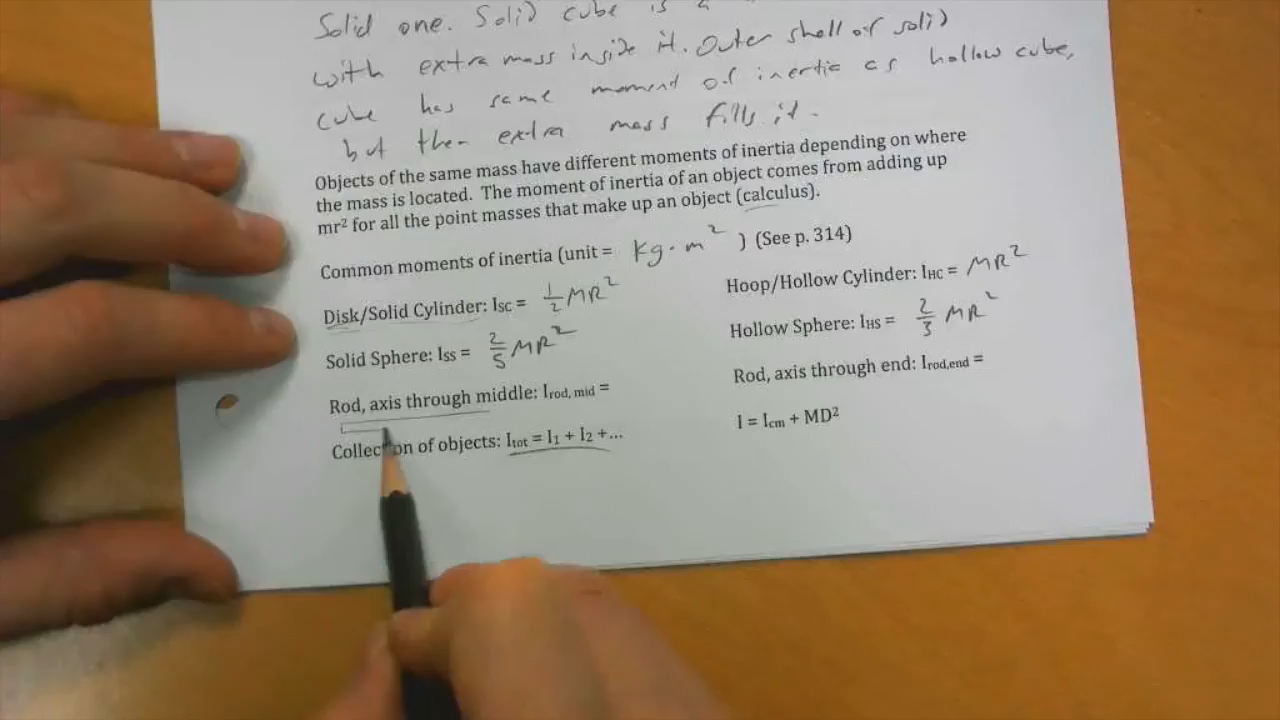 Solid one. Solid cube is
with extra mass inside it. Outer shell of solid
cube has same moment of inertia as hollow cube,
but then extra mass fills it.
Objects of the same mass have different moments of inertia depending on where
the mass is located. The moment of inertia of an object comes from adding up
mr² for all the point masses that make up an object (calculus).
Common moments of inertia (unit = kg·m² ) (See p. 314)
Disk/Solid Cylinder: Isc = 1/2 MR² Hoop/Hollow Cylinder: IHC = MR²
Solid Sphere: Iss = 2/5 MR² Hollow Sphere: IHS = 2/3 MR²
Rod, axis through middle: Irod, mid = Rod, axis through end: Irod,end =
Collection of objects: Itot = I1 + I2 +... I = Icm + MD²